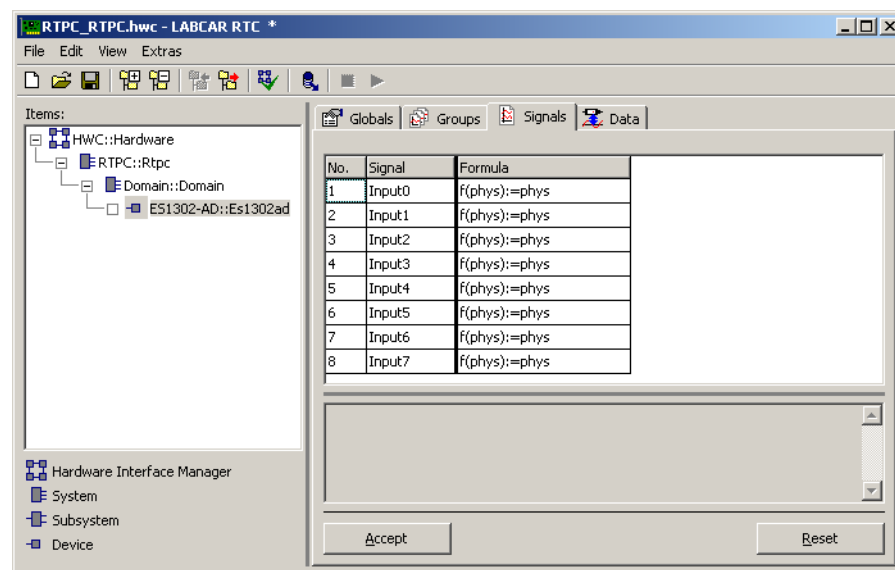 RTPC_RTPC.hwc - LABCAR RTC *
File Edit View Extras
Items:
HWC::Hardware
RTPC::Rtpc
Domain::Domain
ES1302-AD::Es1302ad
Hardware Interface Manager
System
Subsystem
Device
Globals Groups Signals Data
No. Signal Formula
1 Input0 f(phys):=phys
2 Input1 f(phys):=phys
3 Input2 f(phys):=phys
4 Input3 f(phys):=phys
5 Input4 f(phys):=phys
6 Input5 f(phys):=phys
7 Input6 f(phys):=phys
8 Input7 f(phys):=phys
Accept Reset